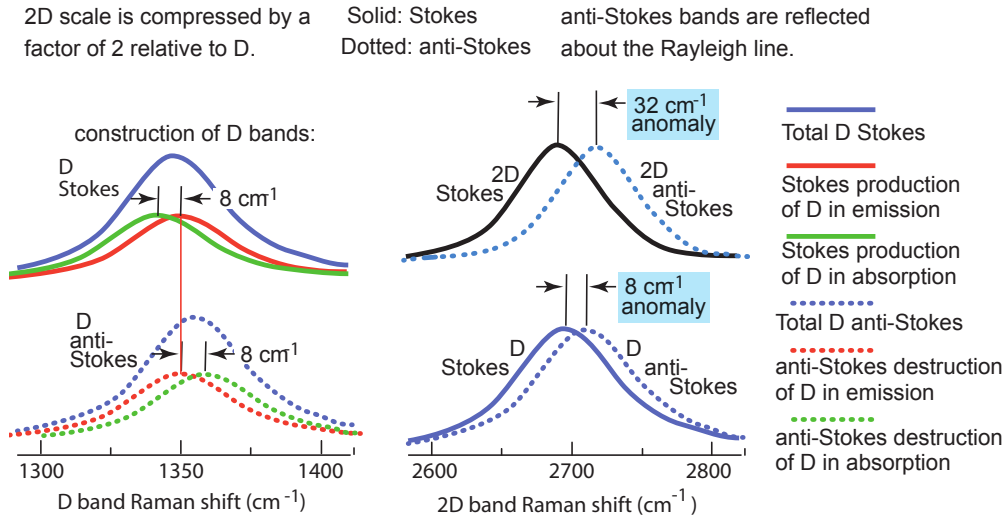 2D scale is compressed by a
factor of 2 relative to D.
Solid: Stokes
Dotted: anti-Stokes
anti-Stokes bands are reflected
about the Rayleigh line.
construction of D bands:
D
Stokes
8 cm-1
D
anti-
Stokes
8 cm-1
1300
1350
1400
D band Raman shift (cm−1)
32 cm-1
anomaly
2D
Stokes
2D
anti-
Stokes
8 cm-1
anomaly
Stokes
D
D
anti-
Stokes
2600
2700
2800
2D band Raman shift (cm−1)
Total D Stokes
Stokes production
of D in emission
Stokes production
of D in absorption
Total D anti-Stokes
anti-Stokes destruction
of D in emission
anti-Stokes destruction
of D in absorption